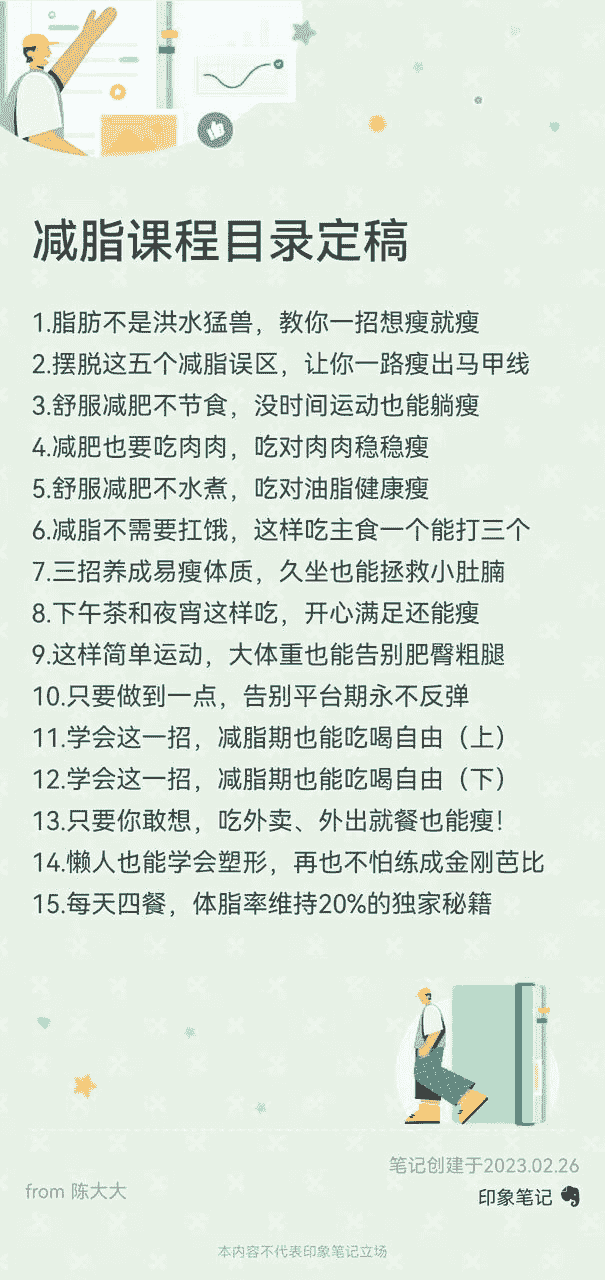 减脂课程目录定稿
1.脂肪不是洪水猛兽，教你一招想瘦就瘦
2.摆脱这五个减脂误区，让你一路瘦出马甲线
3.舒服减肥不节食，没时间运动也能躺瘦
4.减肥也要吃肉肉，吃对肉肉稳稳瘦
5.舒服减肥不水煮，吃对油脂健康瘦
6.减脂不需要扛饿，这样吃主食一个能打三个
7.三招养成易瘦体质，久坐也能拯救小肚腩
8.下午茶和夜宵这样吃，开心满足还能瘦
9.这样简单运动，大体重也能告别肥臀粗腿
10.只要做到一点，告别平台期永不反弹
11.学会这一招，减脂期也能吃喝自由（上）
12.学会这一招，减脂期也能吃喝自由（下）
13.只要你敢想，吃外卖、外出就餐也能瘦！
14.懒人也能学会塑形，再也不怕练成金刚芭比
15.每天四餐，体脂率维持20%的独家秘籍
笔记创建于2023.02.26
from 陈大大
印象笔记
本内容不代表印象笔记立场